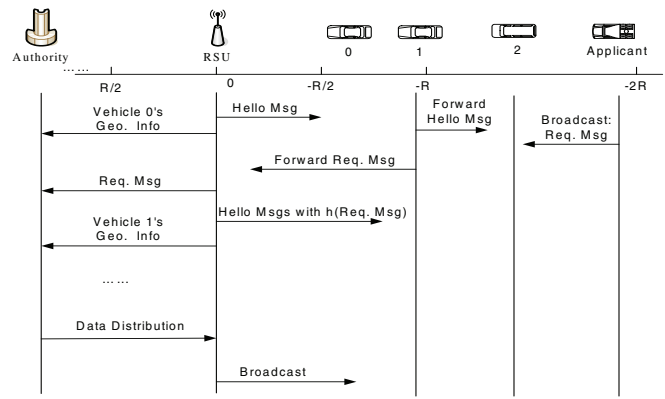 Authority
RSU
0
1
2
Applicant
... ...
R/2
0
-R/2
-R
-2R
Vehicle 0's
Geo. Info
Hello Msg
Forward
Hello Msg
Broadcast:
Req. Msg
Forward Req. Msg
Req. Msg
Hello Msgs with h(Req. Msg)
Vehicle 1's
Geo. Info
... ...
Data Distribution
Broadcast